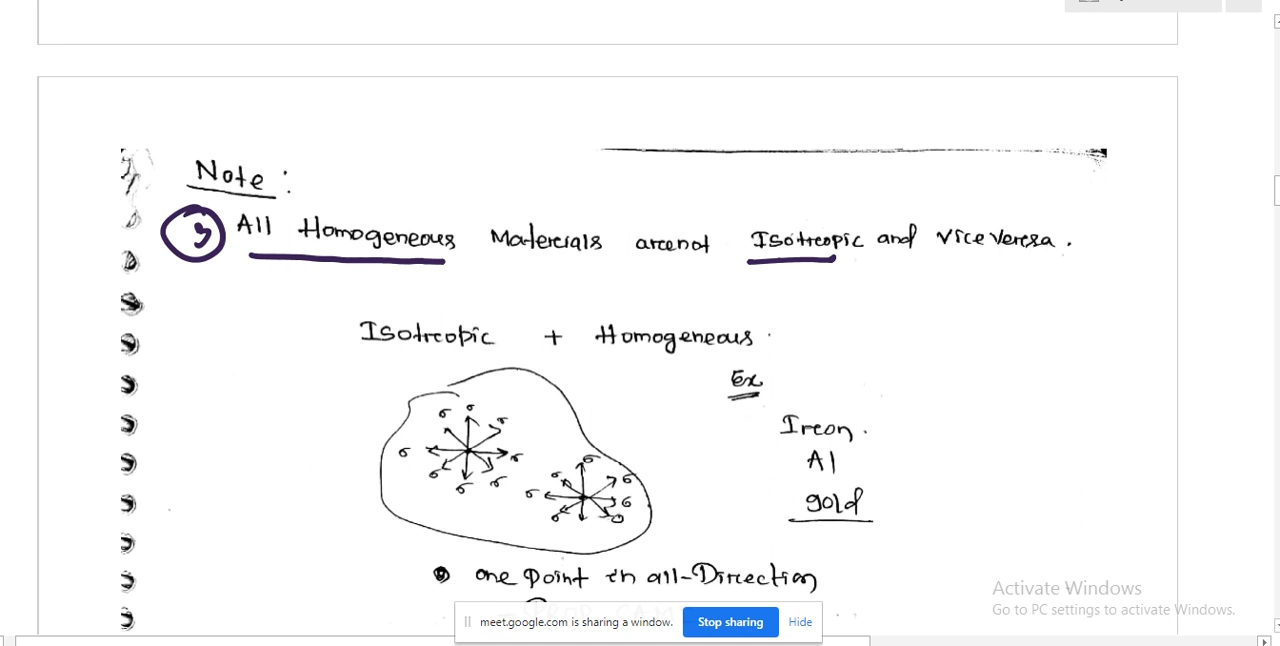 Note :
3 All Homogeneous Materials are not Isotropic and Vice Versa .
Isotropic + Homogeneous .
Ex
Iron .
Al
gold
σ σ σ σ σ σ σ σ
σ σ σ σ σ σ
one point in all-Direction
Activate Windows
Go to PC settings to activate Windows.
meet.google.com is sharing a window. Stop sharing Hide